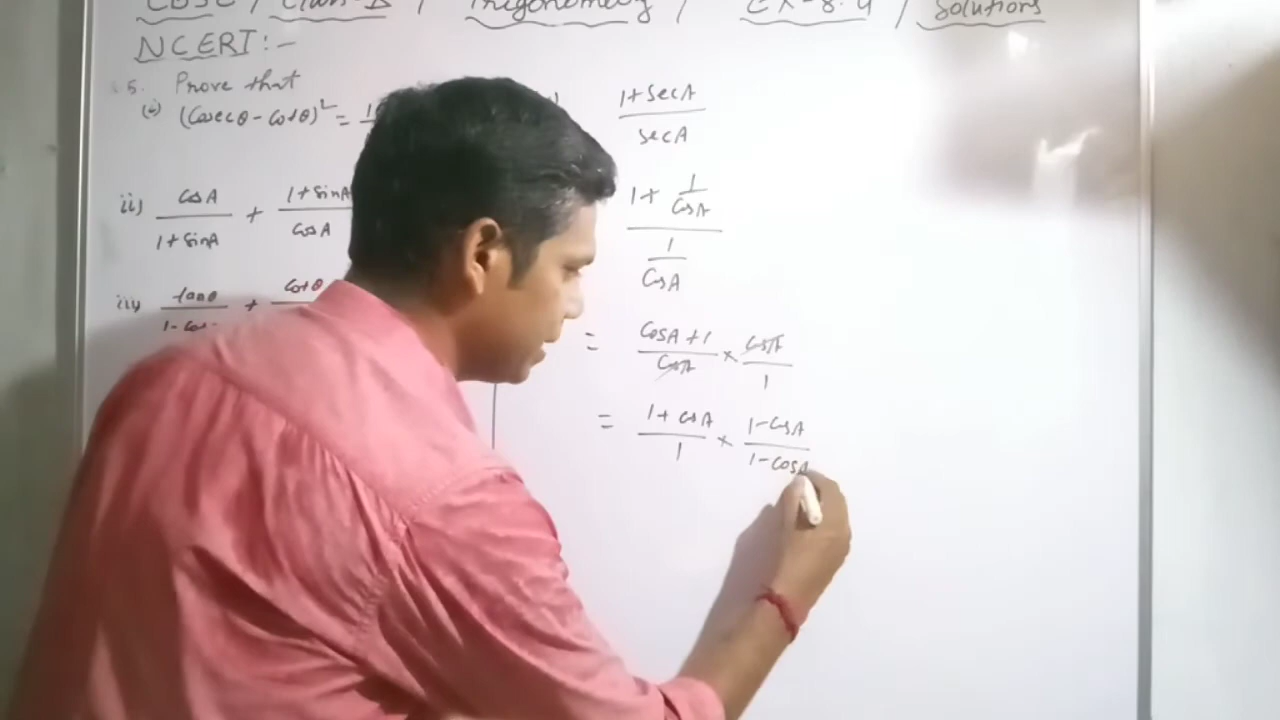 CBSE / Class-10 / Trigonometry / EX-8.4 / Solutions
NCERT:-
5. Prove that
(i) (Cosecθ - Cotθ)² =
ii) CosA / 1+SinA + 1+SinA / CosA
iii) tanθ / + Cotθ
1+SecA / SecA
1+ 1/CosA / 1/CosA
= CosA+1 / CosA × CosA / 1
= 1+CosA / 1 × 1-CosA / 1-CosA